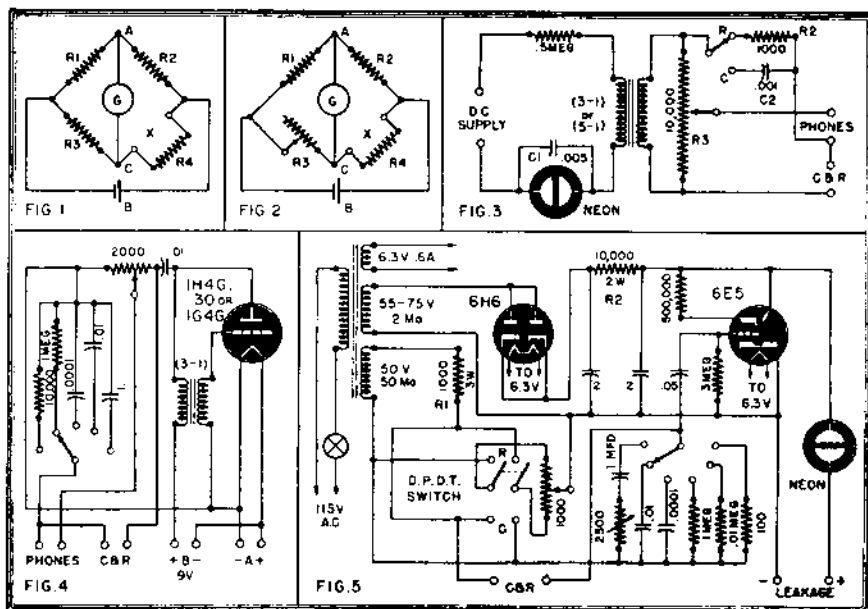 A
R1
R2
G
X
R3
R4
C
B
FIG 1
A
R1
R2
G
X
R3
R4
C
B
FIG 2
FIG. 3
.5MEG
R
R2
1000
C
.001
C2
DC
SUPPLY
(3-1)
or
(5-1)
10,000
R3
PHONES
C1
.005
C&R
NEON
2000
.01
1H4G,
30 OR
1G4G
1MEG
10,000
.0001
.01
.1
(3-1)
PHONES
C&R
+B-
9V
-A+
FIG.4
6.3V .6A
55-75V
2 Ma
50V
50 Ma
6H6
TO
6.3V
1000
3W
R1
10,000
2W
R2
2
2
.05
500,000
6E5
3MEG
TO
6.3V
NEON
115V
A.C
D.P.D.T.
SWITCH
R
C
1000
1 MFD
2500
.01
.0001
1MEG
.01MEG
100
C&R
- +
LEAKAGE
FIG.5